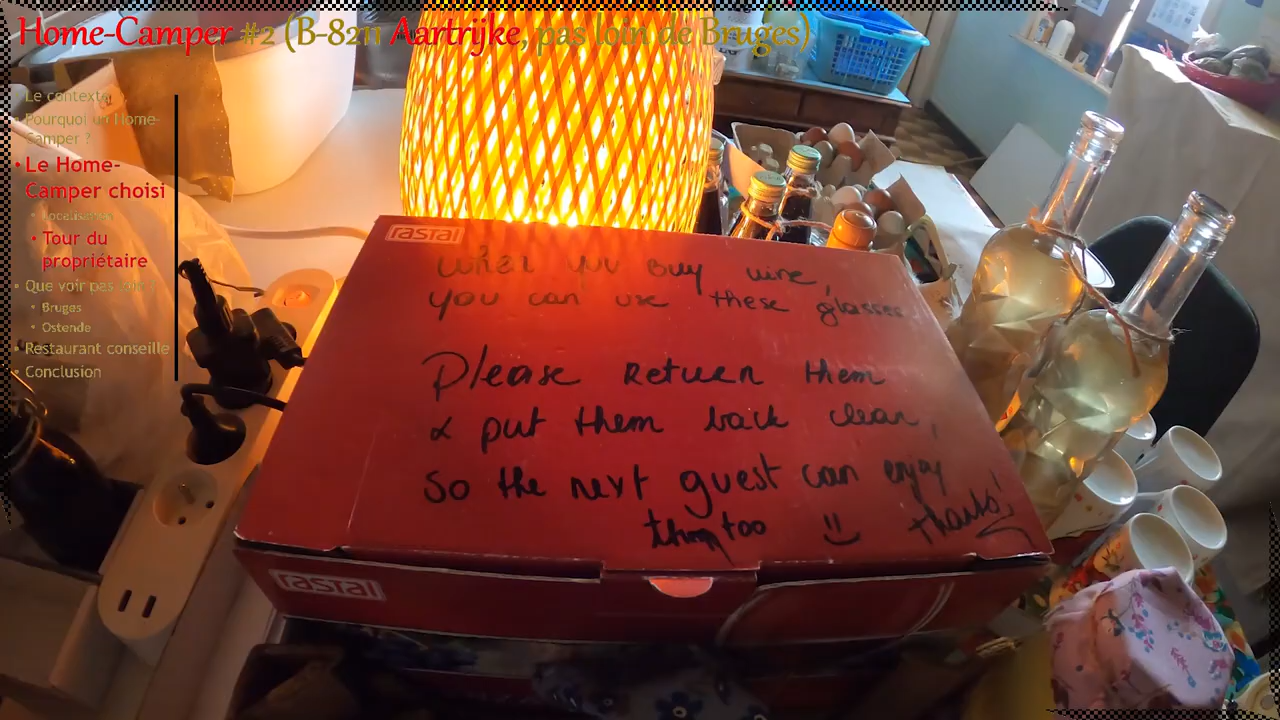 Home-Camper #2 (B-8211 Aartrijke, pas loin de Bruges)
Le contexte
Pourquoi un Home-
Camper ?
• Le Home-
Camper choisi
• Localisation
• Tour du
propriétaire
• Que voir pas loin ?
• Bruges
• Ostende
• Restaurant conseillé
• Conclusion
rastal
When you buy wine,
you can use these glasses
Please return them
& put them back clean,
So the next guest can enjoy
them too thanks!
rastal